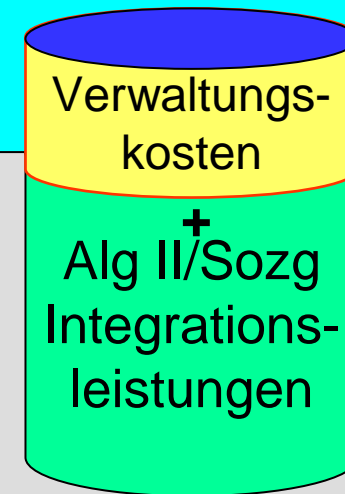 Verwaltungs-
kosten
+
Alg II/Sozg
Integrations-
leistungen